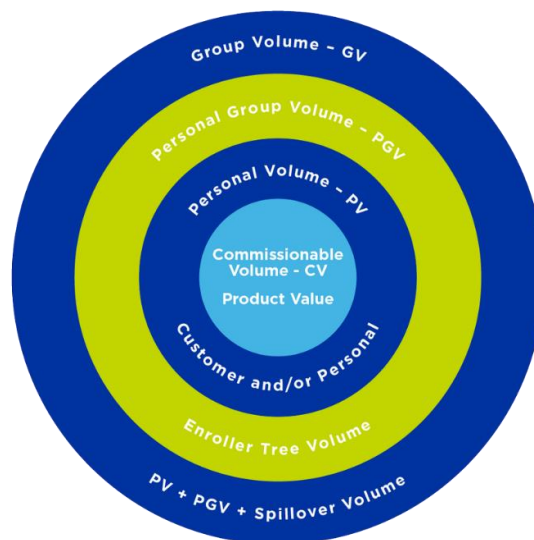 Group Volume – GV
Personal Group Volume – PGV
Personal Volume – PV
Commissionable
Volume - CV
Product Value
Customer and/or Personal
Enroller Tree Volume
PV + PGV + Spillover Volume